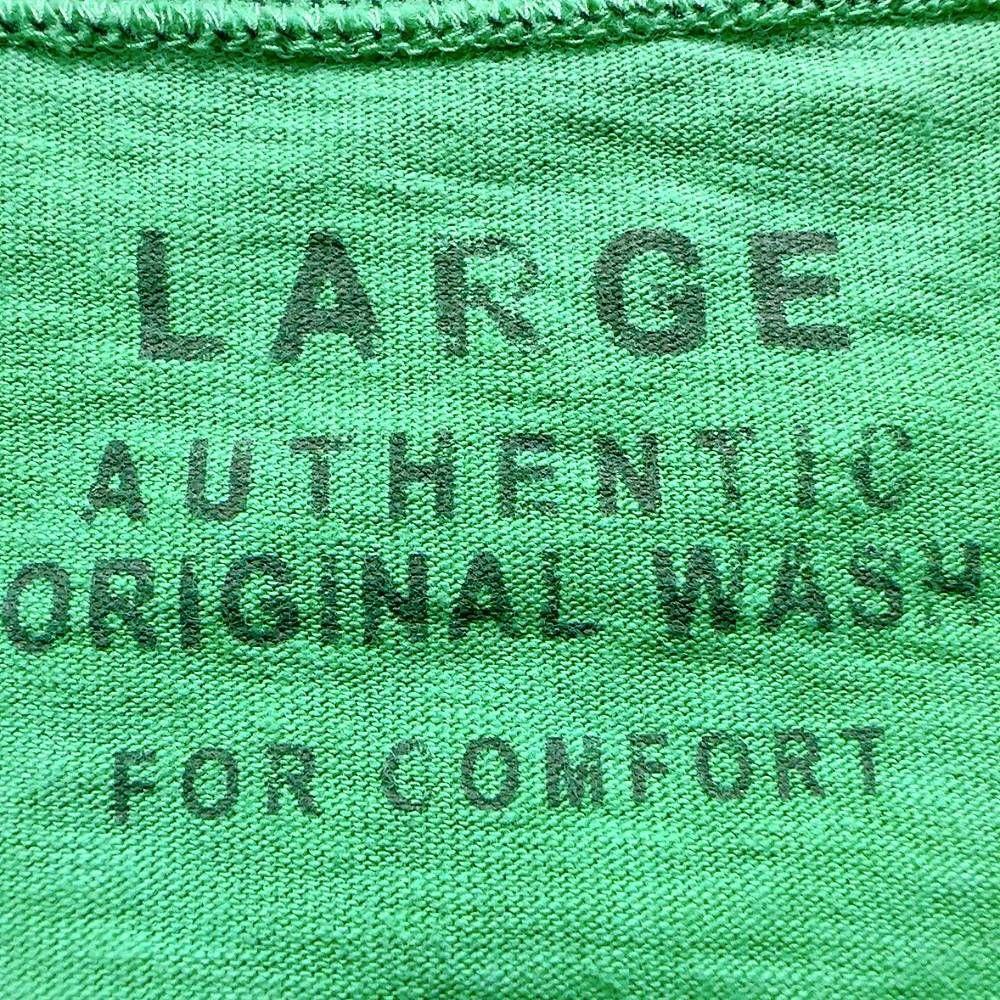 LARGE
AUTHENTIC
ORIGINAL WASH
FOR COMFORT